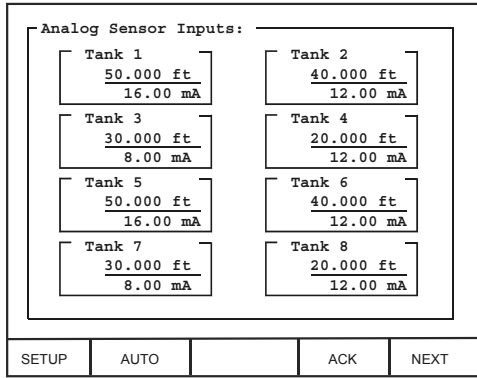 Analog Sensor Inputs:
Tank 1
50.000 ft
16.00 mA
Tank 2
40.000 ft
12.00 mA
Tank 3
30.000 ft
8.00 mA
Tank 4
20.000 ft
12.00 mA
Tank 5
50.000 ft
16.00 mA
Tank 6
40.000 ft
12.00 mA
Tank 7
30.000 ft
8.00 mA
Tank 8
20.000 ft
12.00 mA
SETUP AUTO ACK NEXT